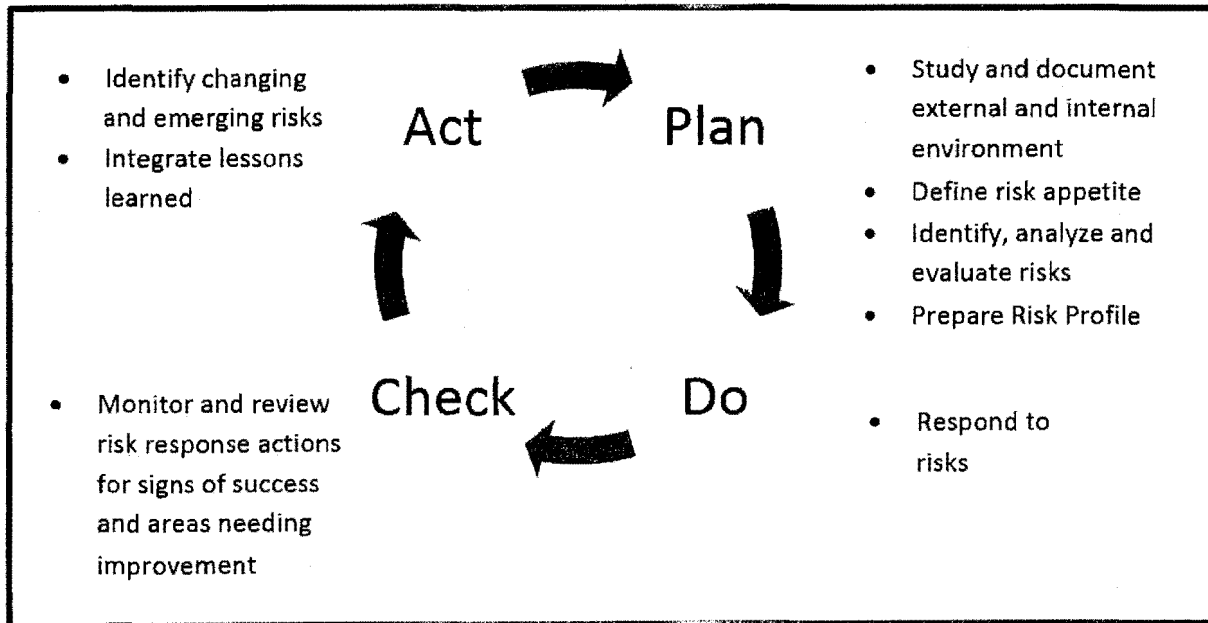 • Identify changing
and emerging risks
• Integrate lessons
learned
Act
Plan
• Study and document
external and internal
environment
• Define risk appetite
• Identify, analyze and
evaluate risks
• Prepare Risk Profile
Check
Do
• Monitor and review
risk response actions
for signs of success
and areas needing
improvement
• Respond to
risks